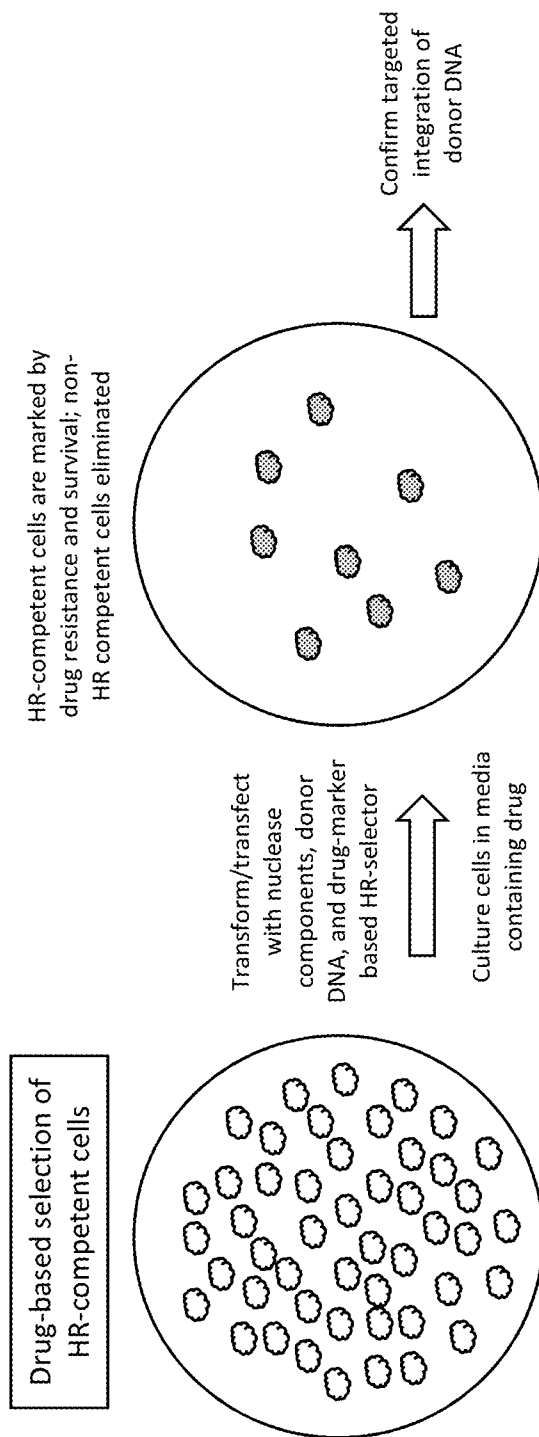 Drug-based selection of
HR-competent cells
Transform/transfect
with nuclease
components, donor
DNA, and drug-marker
based HR-selector
Culture cells in media
containing drug
HR-competent cells are marked by
drug resistance and survival; non-
HR competent cells eliminated
Confirm targeted
integration of
donor DNA